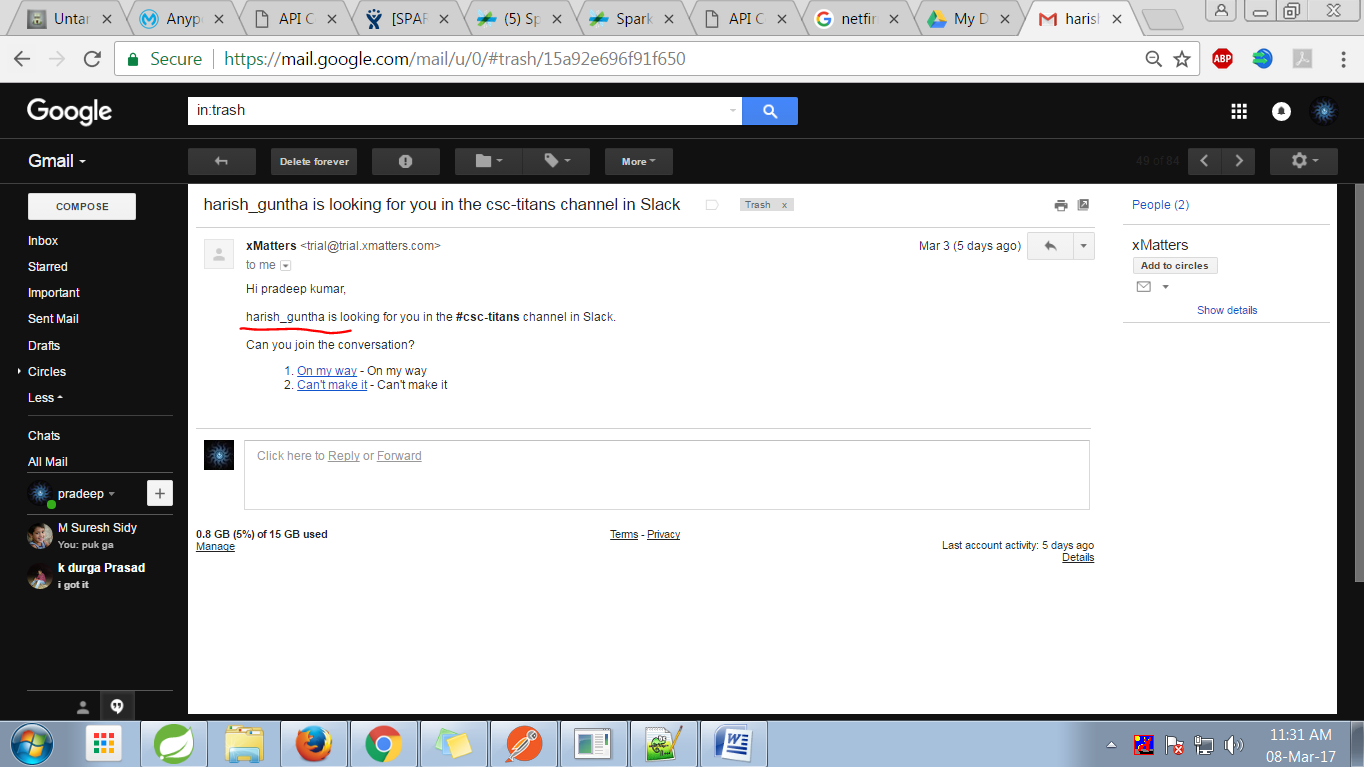 Untar
Anypo
API C
[SPAR
(5) Sp
Spark
API C
netfir
My D
harish
Secure https://mail.google.com/mail/u/0/#trash/15a92e696f91f650
ABP
Google
in:trash
Gmail
Delete forever
More
49 of 84
COMPOSE
Inbox
Starred
Important
Sent Mail
Drafts
Circles
Less
Chats
All Mail
pradeep
M Suresh Sidy
You: puk ga
k durga Prasad
i got it
harish_guntha is looking for you in the csc-titans channel in Slack
Trash x
xMatters <trial@trial.xmatters.com>
Mar 3 (5 days ago)
to me
Hi pradeep kumar,
harish_guntha is looking for you in the #csc-titans channel in Slack.
Can you join the conversation?
1. On my way - On my way
2. Can't make it - Can't make it
Click here to Reply or Forward
0.8 GB (5%) of 15 GB used
Manage
Terms - Privacy
Last account activity: 5 days ago
Details
People (2)
xMatters
Add to circles
Show details
11:31 AM
08-Mar-17